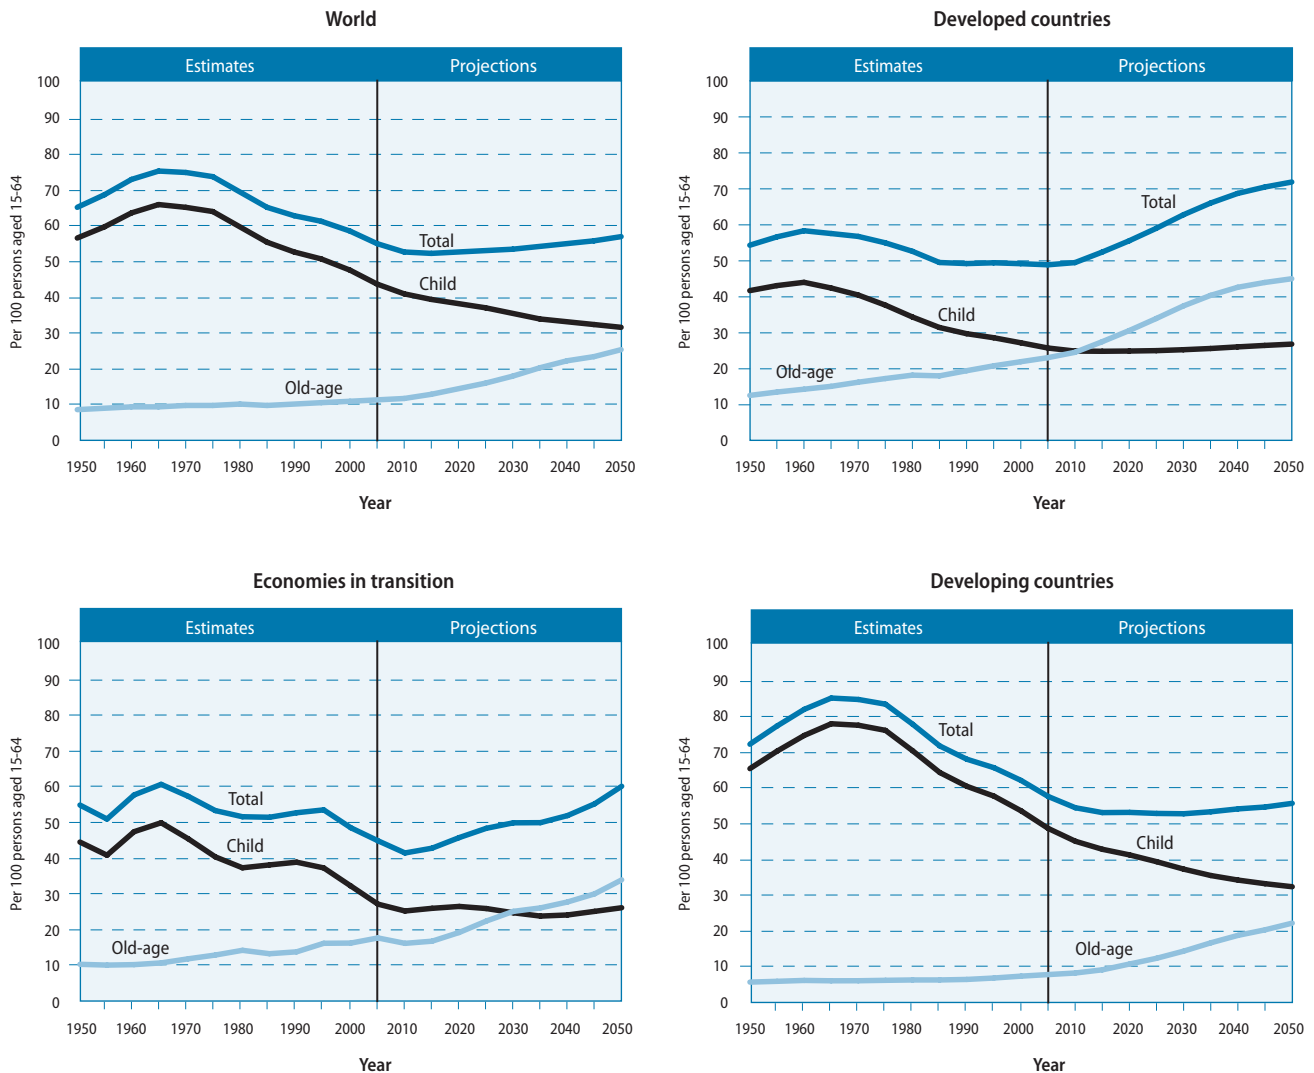 World
Estimates Projections
100
90
80
70
60
50
40
30
20
10
0
Per 100 persons aged 15-64
Total
Child
Old-age
1950 1960 1970 1980 1990 2000 2010 2020 2030 2040 2050
Year
Developed countries
Estimates Projections
100
90
80
70
60
50
40
30
20
10
0
Per 100 persons aged 15-64
Total
Child
Old-age
1950 1960 1970 1980 1990 2000 2010 2020 2030 2040 2050
Year
Economies in transition
Estimates Projections
100
90
80
70
60
50
40
30
20
10
0
Per 100 persons aged 15-64
Total
Child
Old-age
1950 1960 1970 1980 1990 2000 2010 2020 2030 2040 2050
Year
Developing countries
Estimates Projections
100
90
80
70
60
50
40
30
20
10
0
Per 100 persons aged 15-64
Total
Child
Old-age
1950 1960 1970 1980 1990 2000 2010 2020 2030 2040 2050
Year